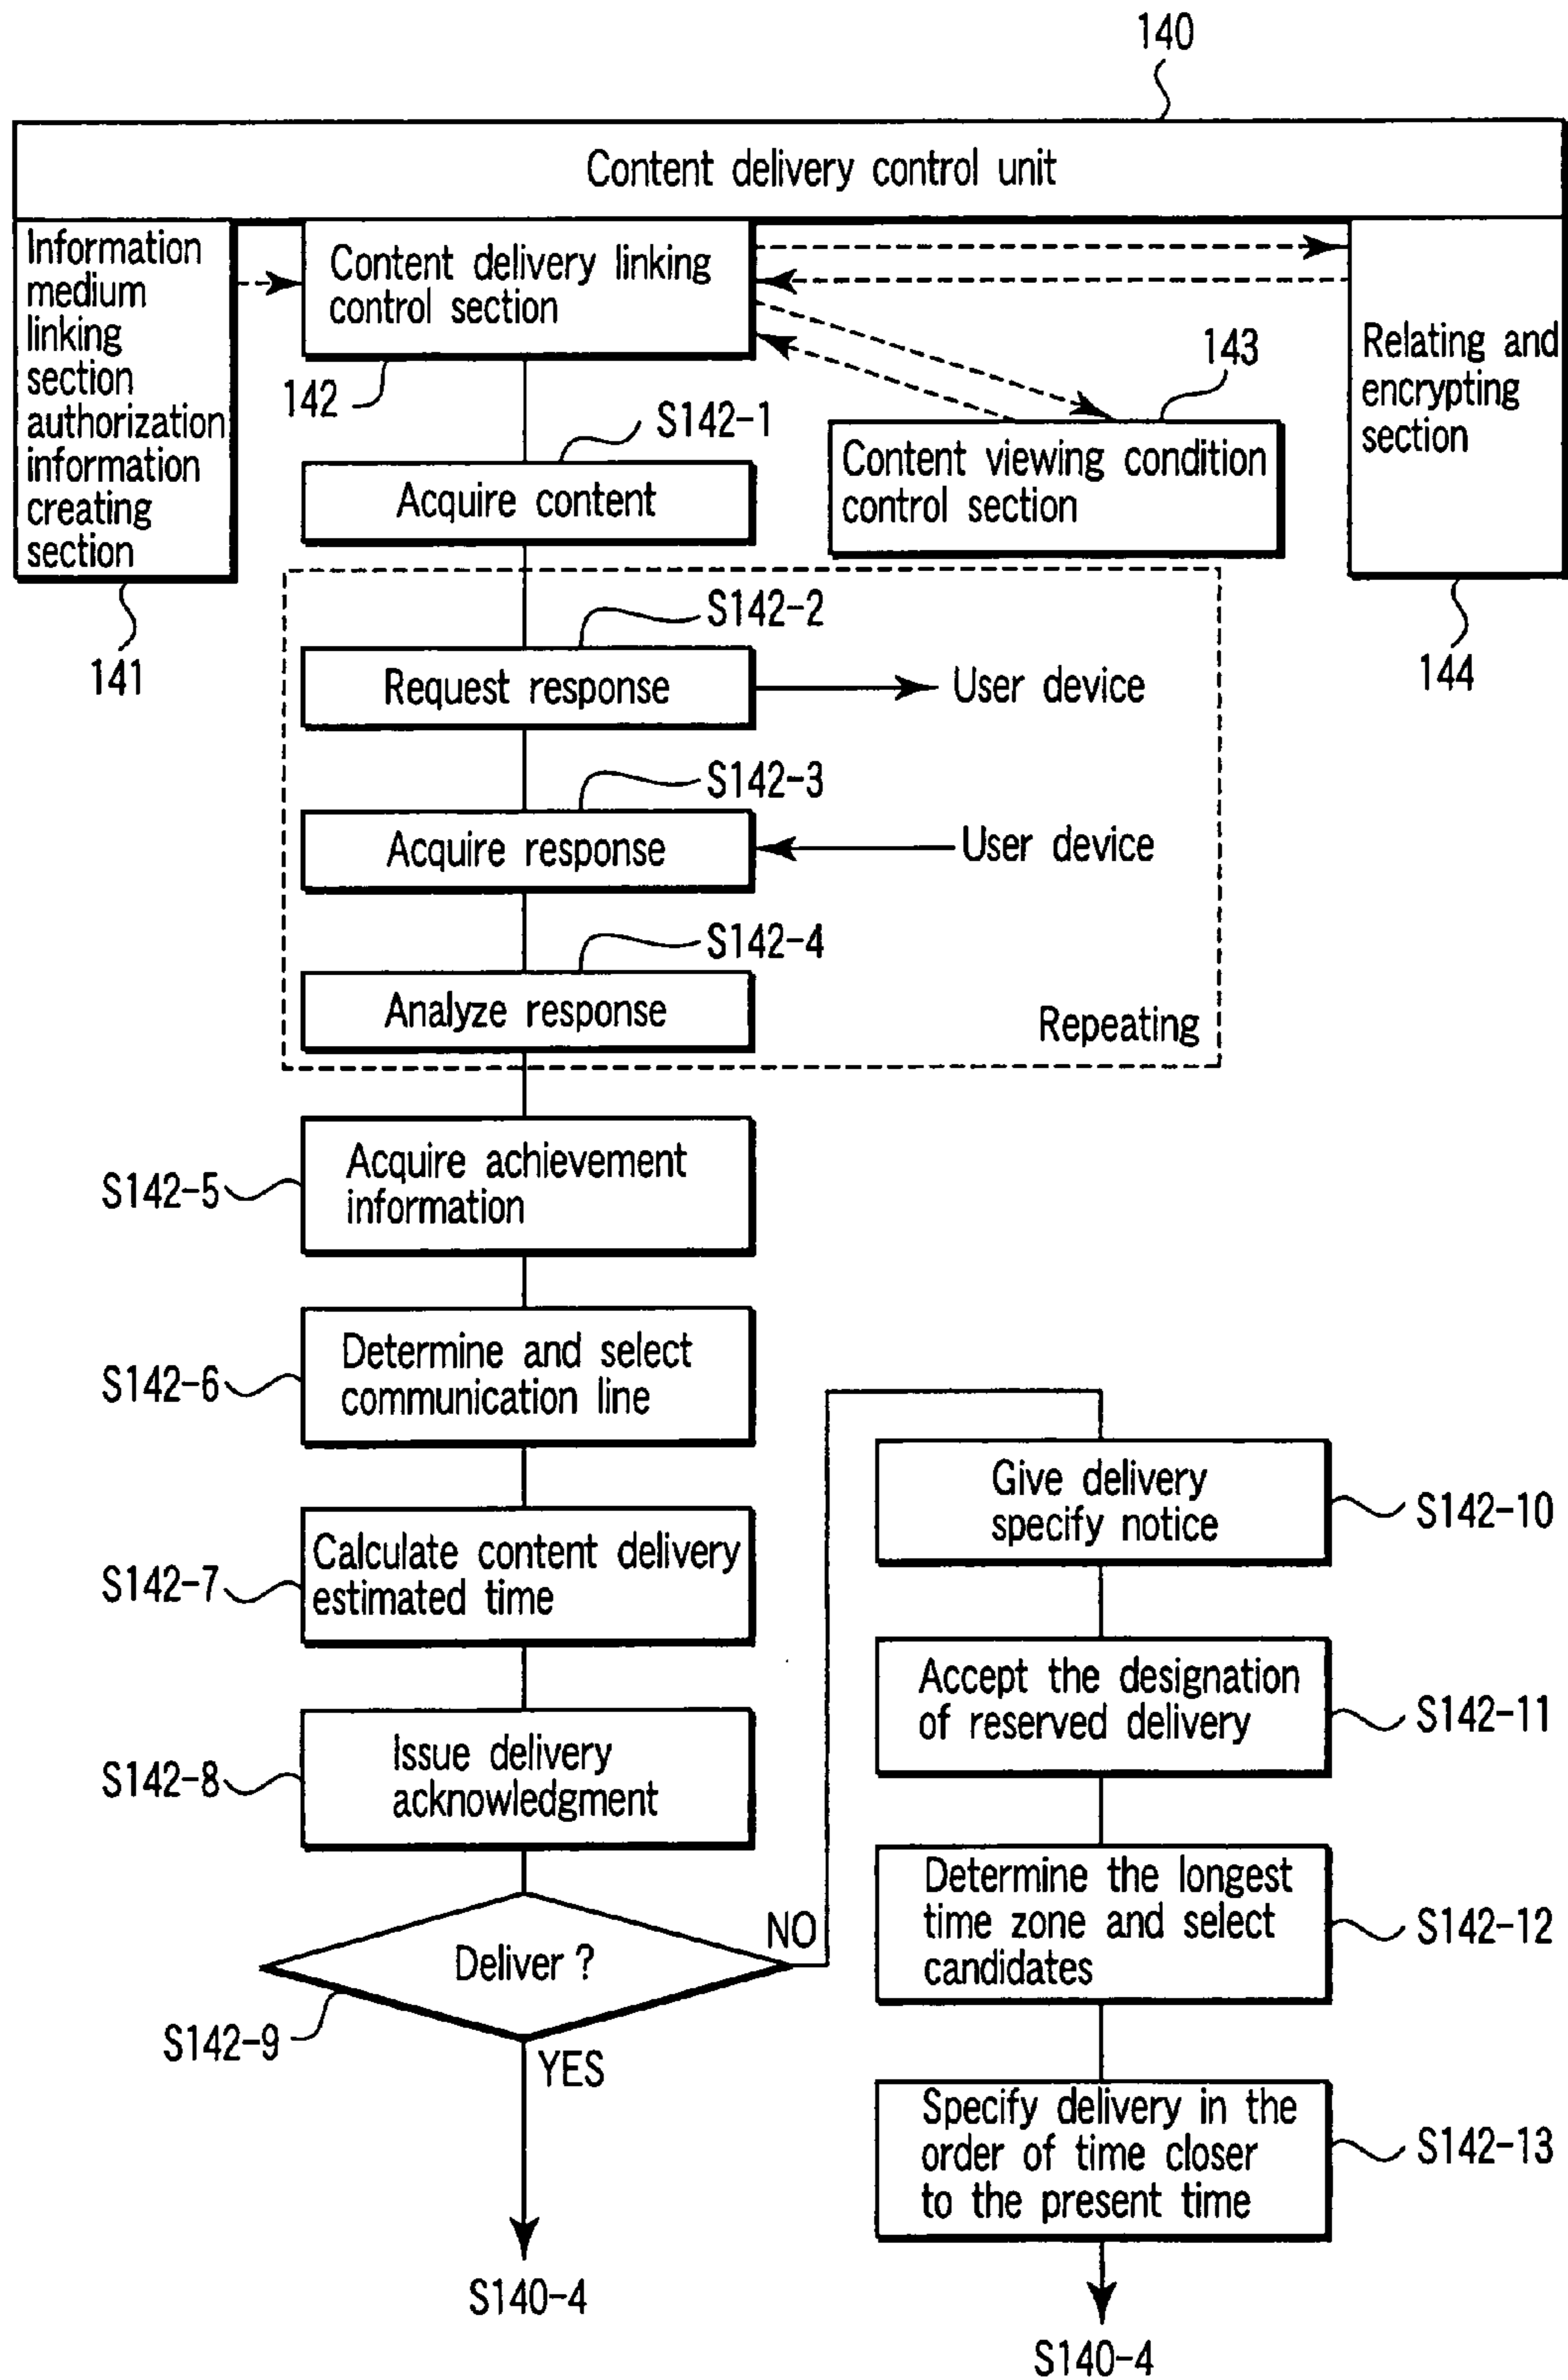 140
Content delivery control unit
Information
medium
linking
section
authorization
information
creating
section
141
Content delivery linking
control section
142
143
Content viewing condition
control section
Relating and
encrypting
section
144
S142-1
Acquire content
S142-2
Request response
User device
S142-3
Acquire response
User device
S142-4
Analyze response
Repeating
Acquire achievement
information
S142-5
Determine and select
communication line
S142-6
Calculate content delivery
estimated time
S142-7
Issue delivery
acknowledgment
S142-8
Deliver ?
S142-9
NO
YES
S140-4
Give delivery
specify notice
S142-10
Accept the designation
of reserved delivery
S142-11
Determine the longest
time zone and select
candidates
S142-12
Specify delivery in the
order of time closer
to the present time
S142-13
S140-4